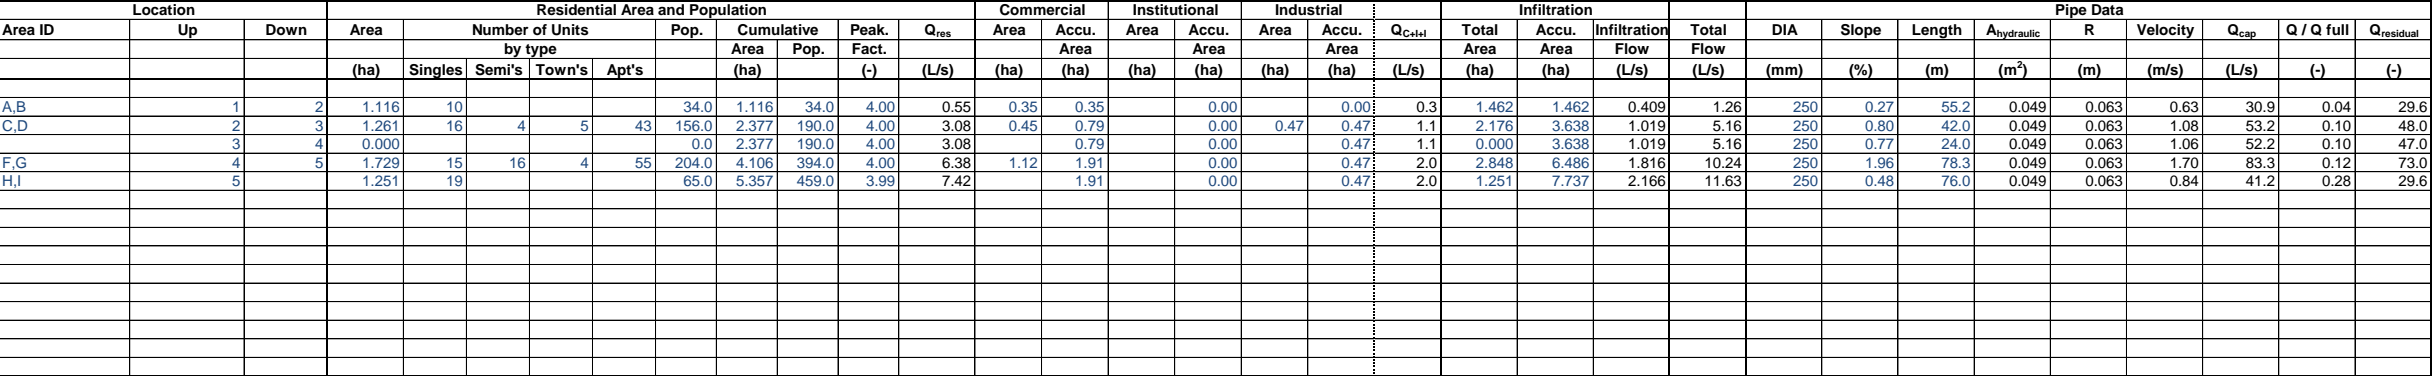 Location Residential Area and Population Commercial Institutional Industrial Infiltration Pipe Data
Area ID Up Down Area Number of Units Pop. Cumulative Peak. Qres Area Accu. Area Accu. Area Accu. QC+I+I Total Accu. Infiltration Total DIA Slope Length Ahydraulic R Velocity Qcap Q / Q full Qresidual
by type Area Pop. Fact. Area Area Area Area Area Flow Flow
(ha) Singles Semi's Town's Apt's (ha) (-) (L/s) (ha) (ha) (ha) (ha) (ha) (ha) (L/s) (ha) (ha) (L/s) (L/s) (mm) (%) (m) (m2) (m) (m/s) (L/s) (-) (-)
A,B 1 2 1.116 10 34.0 1.116 34.0 4.00 0.55 0.35 0.35 0.00 0.00 0.3 1.462 1.462 0.409 1.26 250 0.27 55.2 0.049 0.063 0.63 30.9 0.04 29.6
C,D 2 3 1.261 16 4 5 43 156.0 2.377 190.0 4.00 3.08 0.45 0.79 0.00 0.47 0.47 1.1 2.176 3.638 1.019 5.16 250 0.80 42.0 0.049 0.063 1.08 53.2 0.10 48.0
3 4 0.000 0.0 2.377 190.0 4.00 3.08 0.79 0.00 0.47 1.1 0.000 3.638 1.019 5.16 250 0.77 24.0 0.049 0.063 1.06 52.2 0.10 47.0
F,G 4 5 1.729 15 16 4 55 204.0 4.106 394.0 4.00 6.38 1.12 1.91 0.00 0.47 2.0 2.848 6.486 1.816 10.24 250 1.96 78.3 0.049 0.063 1.70 83.3 0.12 73.0
H,I 5 1.251 19 65.0 5.357 459.0 3.99 7.42 1.91 0.00 0.47 2.0 1.251 7.737 2.166 11.63 250 0.48 76.0 0.049 0.063 0.84 41.2 0.28 29.6